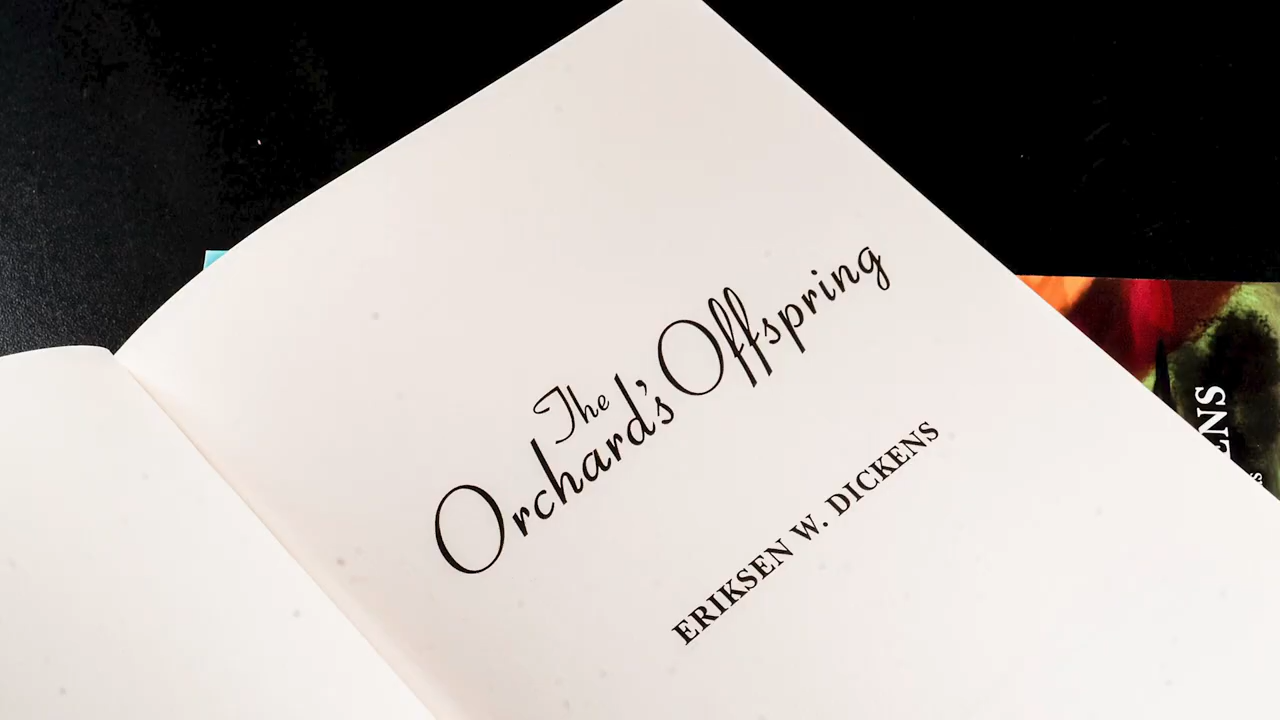 The
Orchard's Offspring
ERIKSEN W. DICKENS